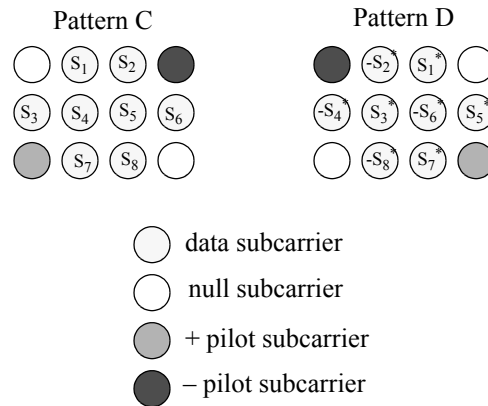 Pattern C Pattern D
S₁ S₂ -S₂* S₁*
S₃ S₄ S₅ S₆ -S₄* S₃* -S₆* S₅*
S₇ S₈ -S₈* S₇*
data subcarrier
null subcarrier
+ pilot subcarrier
– pilot subcarrier